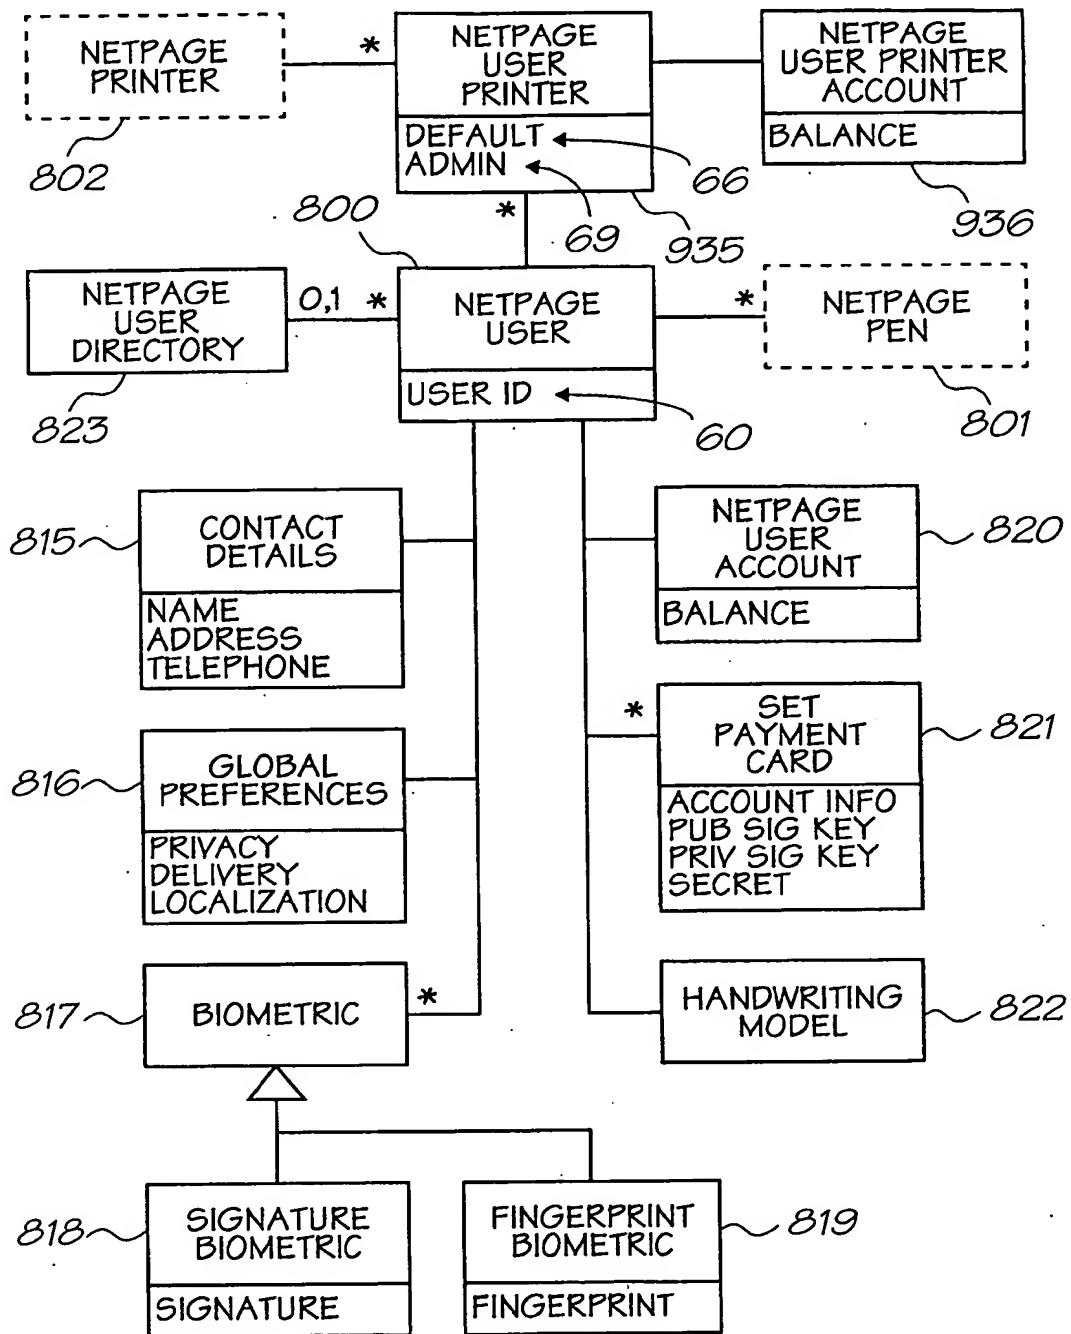 NETPAGE
PRINTER
802
*
NETPAGE
USER
PRINTER
DEFAULT
ADMIN
66
69
935
NETPAGE
USER PRINTER
ACCOUNT
BALANCE
936
800
*
NETPAGE
USER
DIRECTORY
823
0,1
*
NETPAGE
USER
USER ID
60
*
NETPAGE
PEN
801
815
CONTACT
DETAILS
NAME
ADDRESS
TELEPHONE
NETPAGE
USER
ACCOUNT
BALANCE
820
816
GLOBAL
PREFERENCES
PRIVACY
DELIVERY
LOCALIZATION
*
SET
PAYMENT
CARD
ACCOUNT INFO
PUB SIG KEY
PRIV SIG KEY
SECRET
821
817
BIOMETRIC
*
HANDWRITING
MODEL
822
818
SIGNATURE
BIOMETRIC
SIGNATURE
FINGERPRINT
BIOMETRIC
FINGERPRINT
819